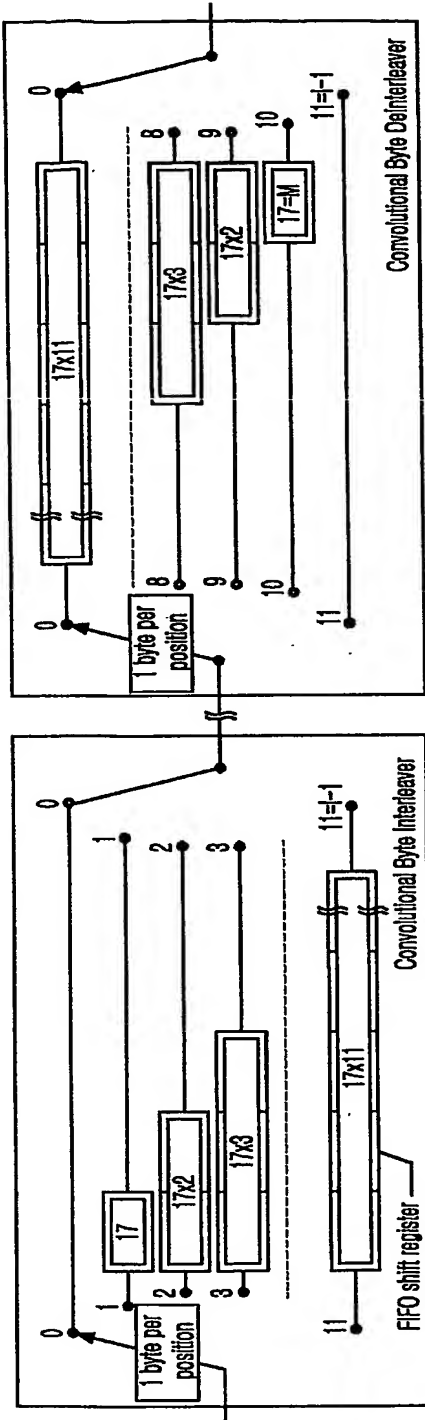 0
0
1
17
1
1 byte per
position
2
17x2
2
3
17x3
3
11
17x11
11=I-1
FIFO shift register
Convolutional Byte Interleaver
0
17x11
0
1 byte per
position
8
17x3
8
9
17x2
9
10
17=M
10
11
11=I-1
Convolutional Byte Deinterleaver